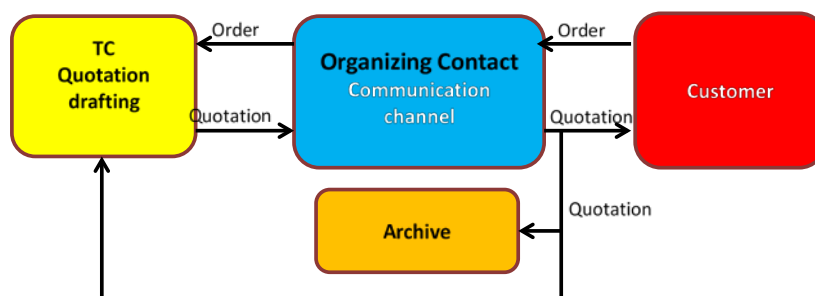 TC
Quotation
drafting
Order
Quotation
Organizing Contact
Communication
channel
Order
Quotation
Customer
Quotation
Archive